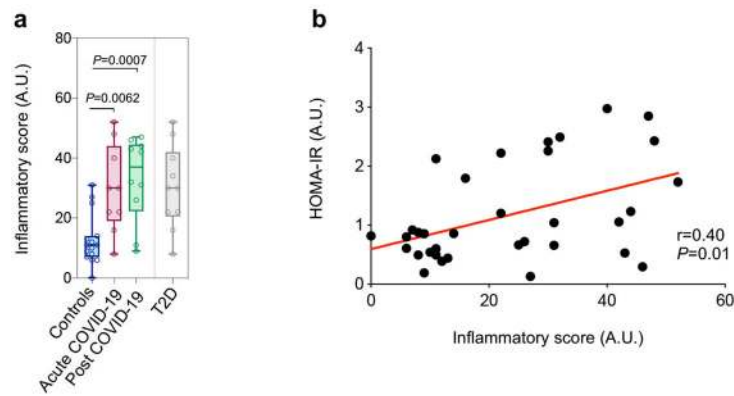 a
Inflammatory score (A.U.)
80
60
40
20
0
P=0.0007
P=0.0062
Controls
Acute COVID-19
Post COVID-19
T2D
b
HOMA-IR (A.U.)
4
3
2
1
0
0
20
40
60
r=0.40
P=0.01
Inflammatory score (A.U.)